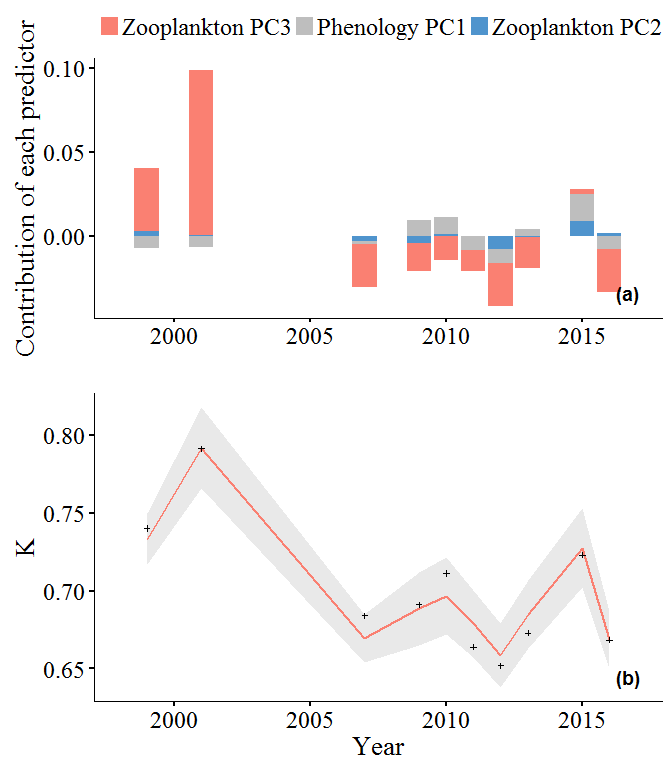 Zooplankton PC3 Phenology PC1 Zooplankton PC2
Contribution of each predictor
0.10
0.05
0.00
(a)
2000 2005 2010 2015
K
0.80
0.75
0.70
0.65
(b)
2000 2005 2010 2015
Year